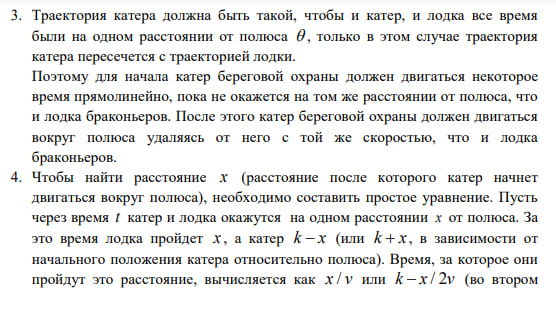 3. Траектория катера должна быть такой, чтобы и катер, и лодка все время
были на одном расстоянии от полюса θ, только в этом случае траектория
катера пересечется с траекторией лодки.
Поэтому для начала катер береговой охраны должен двигаться некоторое
время прямолинейно, пока не окажется на том же расстоянии от полюса, что
и лодка браконьеров. После этого катер береговой охраны должен двигаться
вокруг полюса удаляясь от него с той же скоростью, что и лодка
браконьеров.
4. Чтобы найти расстояние x (расстояние после которого катер начнет
двигаться вокруг полюса), необходимо составить простое уравнение. Пусть
через время t катер и лодка окажутся на одном расстоянии x от полюса. За
это время лодка пройдет x, а катер k − x (или k + x, в зависимости от
начального положения катера относительно полюса). Время, за которое они
пройдут это расстояние, вычисляется как x / v или k − x / 2v (во втором